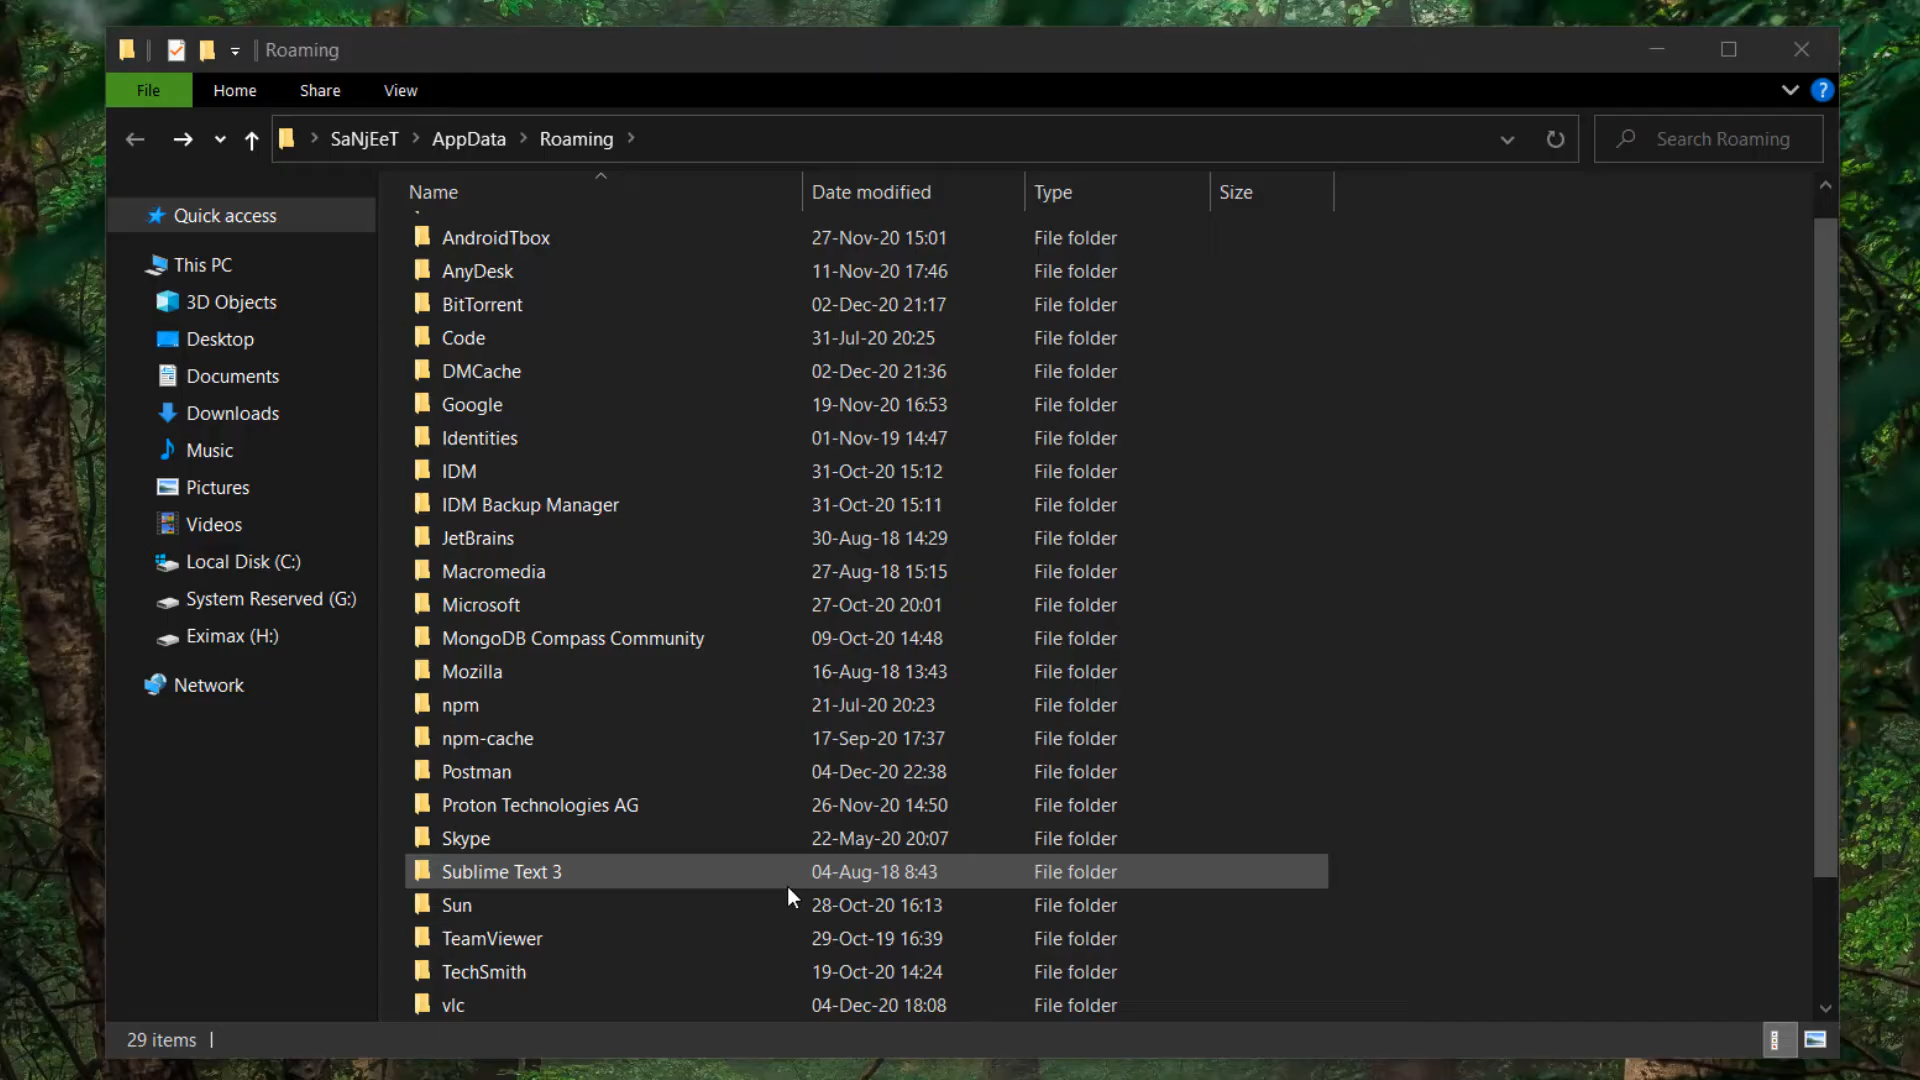 Roaming
File Home Share View
?
SaNjEeT AppData Roaming Search Roaming
Name Date modified Type Size
Quick access
This PC
3D Objects
Desktop
Documents
Downloads
Music
Pictures
Videos
Local Disk (C:)
System Reserved (G:)
Eximax (H:)
Network
AndroidTbox 27-Nov-20 15:01 File folder
AnyDesk 11-Nov-20 17:46 File folder
BitTorrent 02-Dec-20 21:17 File folder
Code 31-Jul-20 20:25 File folder
DMCache 02-Dec-20 21:36 File folder
Google 19-Nov-20 16:53 File folder
Identities 01-Nov-19 14:47 File folder
IDM 31-Oct-20 15:12 File folder
IDM Backup Manager 31-Oct-20 15:11 File folder
JetBrains 30-Aug-18 14:29 File folder
Macromedia 27-Aug-18 15:15 File folder
Microsoft 27-Oct-20 20:01 File folder
MongoDB Compass Community 09-Oct-20 14:48 File folder
Mozilla 16-Aug-18 13:43 File folder
npm 21-Jul-20 20:23 File folder
npm-cache 17-Sep-20 17:37 File folder
Postman 04-Dec-20 22:38 File folder
Proton Technologies AG 26-Nov-20 14:50 File folder
Skype 22-May-20 20:07 File folder
Sublime Text 3 04-Aug-18 8:43 File folder
Sun 28-Oct-20 16:13 File folder
TeamViewer 29-Oct-19 16:39 File folder
TechSmith 19-Oct-20 14:24 File folder
vlc 04-Dec-20 18:08 File folder
29 items